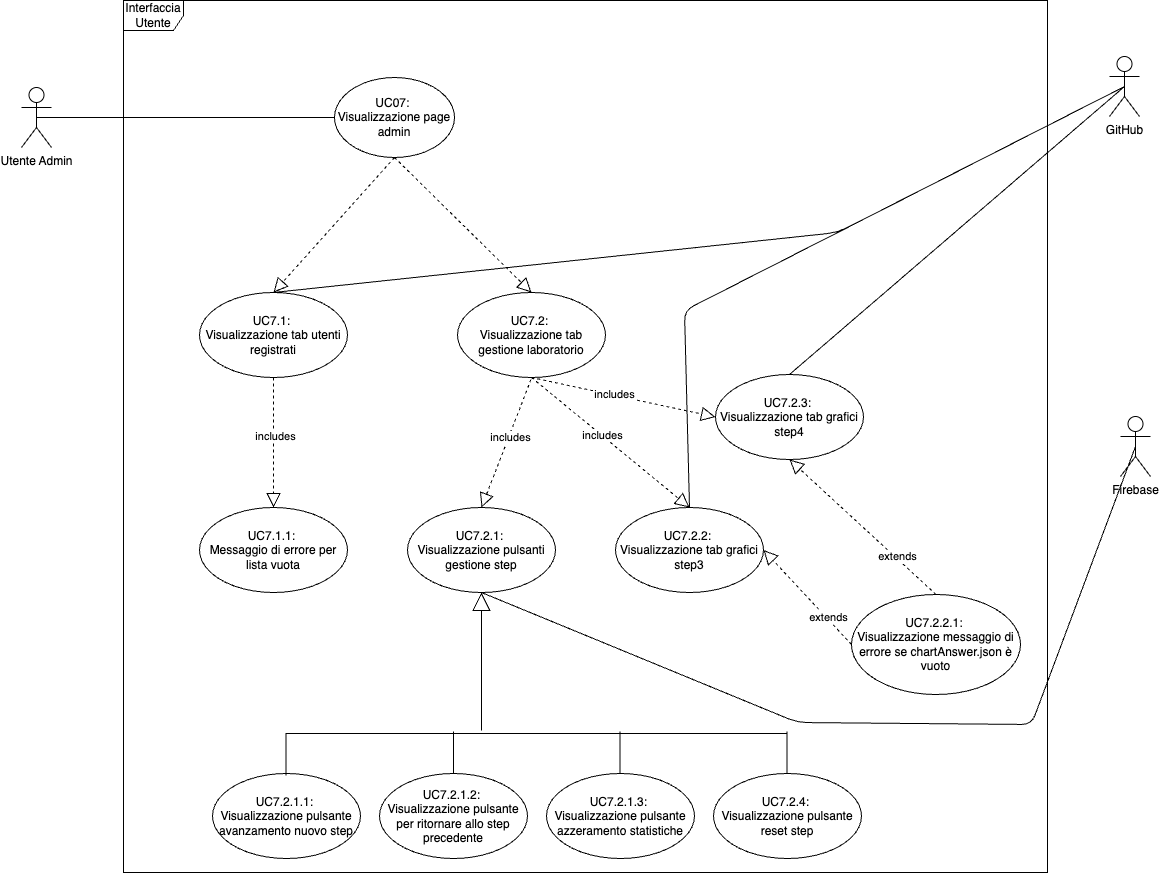 Interfaccia
Utente
UC07:
Visualizzazione page
admin
GitHub
Utente Admin
UC7.1:
Visualizzazione tab utenti
registrati
UC7.2:
Visualizzazione tab
gestione laboratorio
includes
UC7.2.3:
Visualizzazione tab grafici
step4
includes
includes
includes
Firebase
UC7.1.1:
Messaggio di errore per
lista vuota
UC7.2.1:
Visualizzazione pulsanti
gestione step
UC7.2.2:
Visualizzazione tab grafici
step3
extends
extends
UC7.2.2.1:
Visualizzazione messaggio di
errore se chartAnswer.json è
vuoto
UC7.2.1.1:
Visualizzazione pulsante
avanzamento nuovo step
UC7.2.1.2:
Visualizzazione pulsante
per ritornare allo step
precedente
UC7.2.1.3:
Visualizzazione pulsante
azzeramento statistiche
UC7.2.4:
Visualizzazione pulsante
reset step